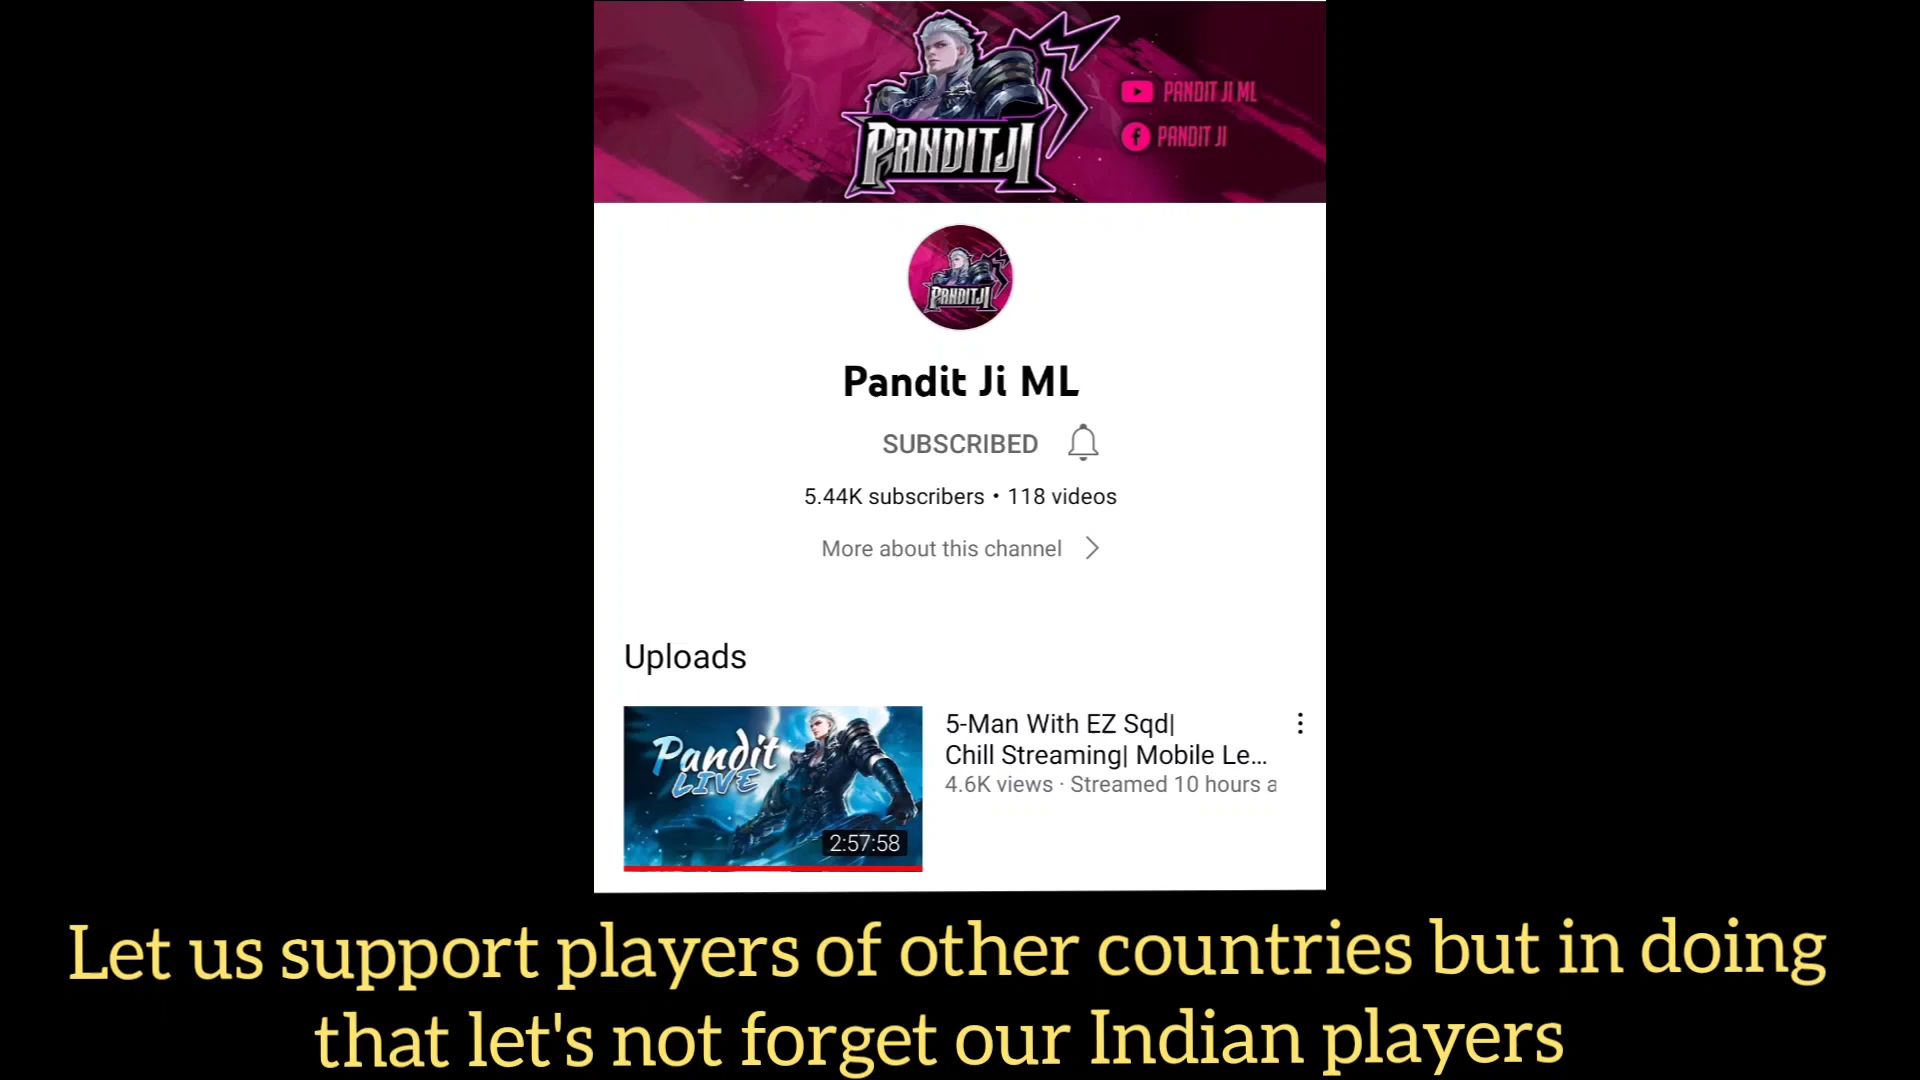 PANDITJI
PANDIT JI ML
PANDIT JI
PANDITJI
Pandit Ji ML
SUBSCRIBED
5.44K subscribers • 118 videos
More about this channel
Uploads
Pandit
LIVE
2:57:58
5-Man With EZ Sqd|
Chill Streaming| Mobile Le...
4.6K views · Streamed 10 hours a
Let us support players of other countries but in doing
that let's not forget our Indian players